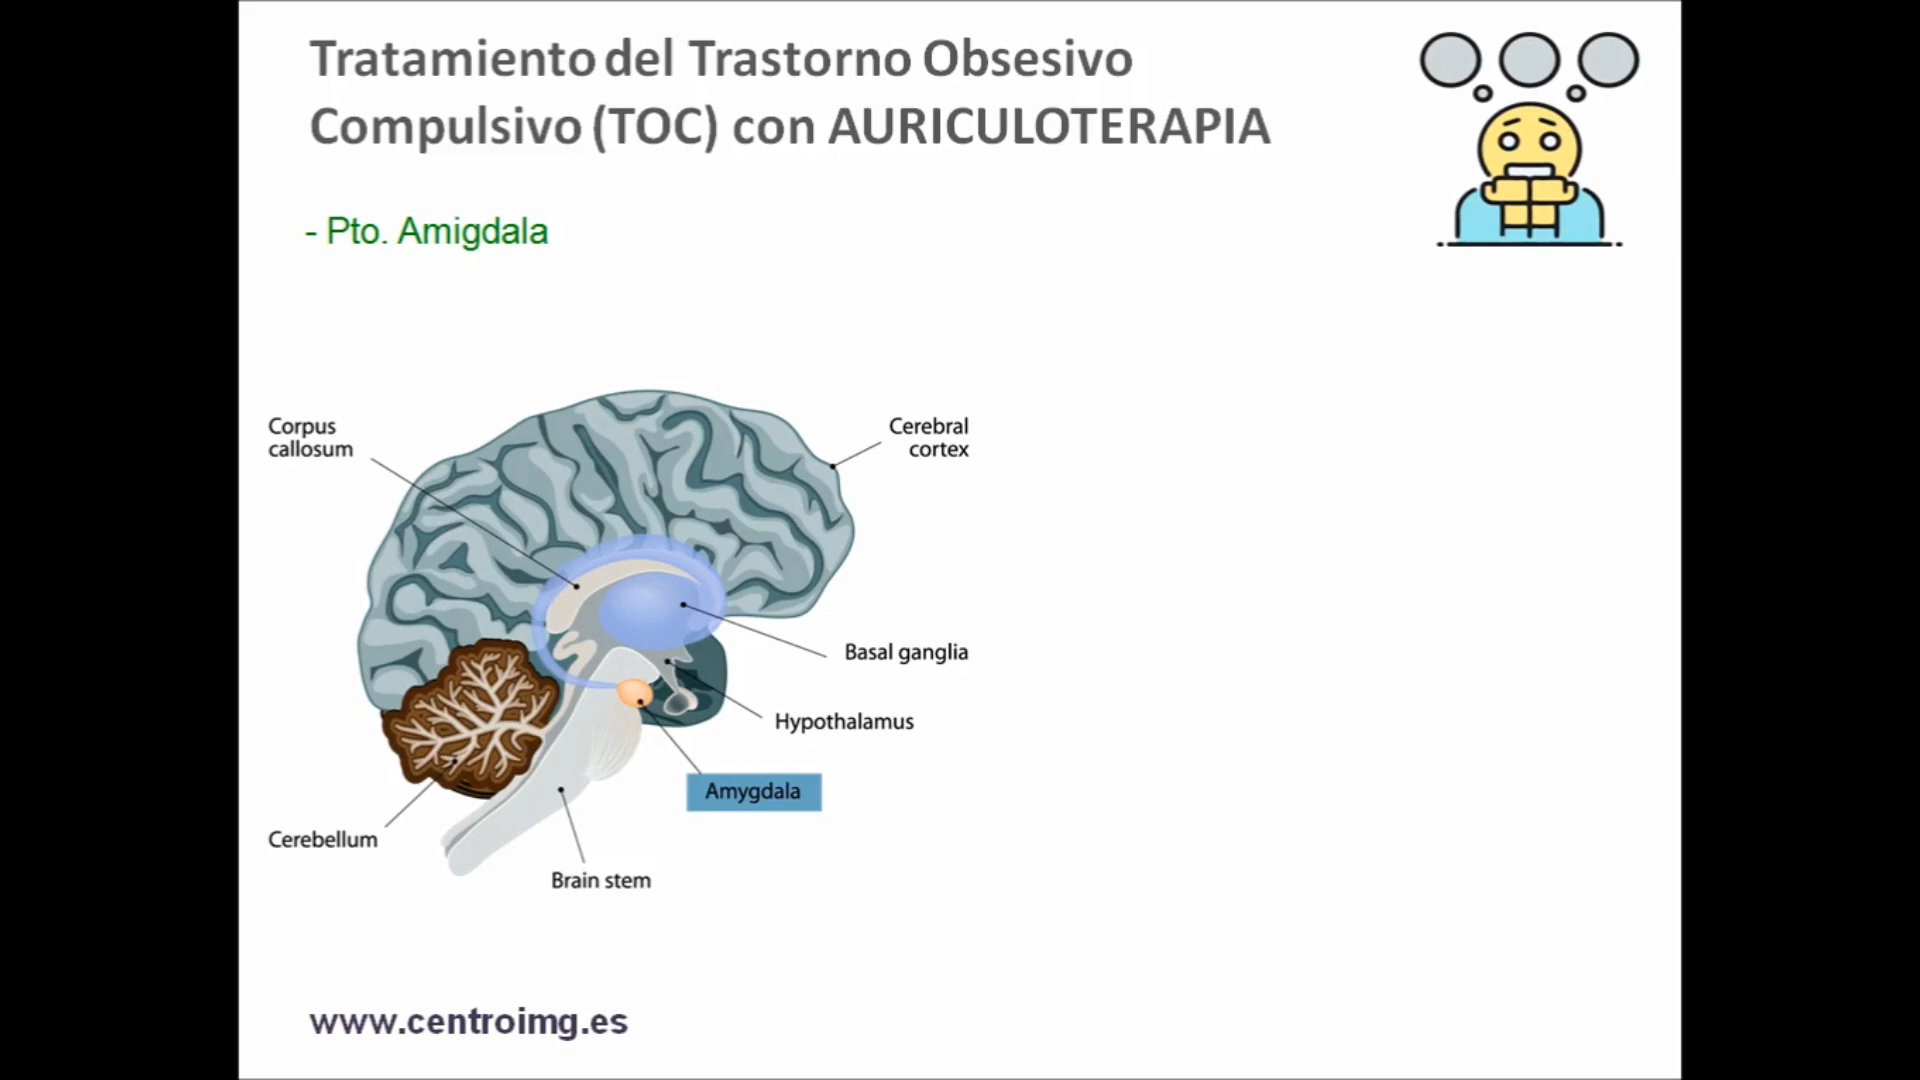 Tratamiento del Trastorno Obsesivo
Compulsivo (TOC) con AURICULOTERAPIA
- Pto. Amigdala
Corpus
callosum
Cerebral
cortex
Basal ganglia
Hypothalamus
Amygdala
Cerebellum
Brain stem
www.centroimg.es